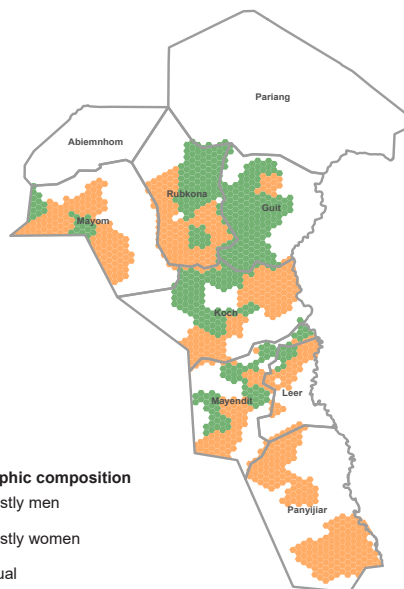 Pariang
Abiemnhom
Rubkona
Guit
Mayom
Koch
Mayendit
Leer
phic composition
stly men
Panyijiar
stly women
ual